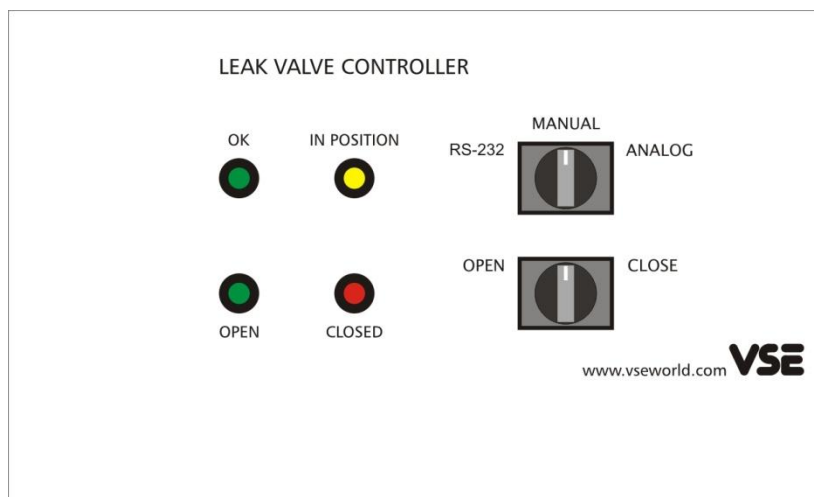 LEAK VALVE CONTROLLER
OK IN POSITION
MANUAL
RS-232 ANALOG
OPEN CLOSE
OPEN CLOSED
www.vseworld.com VSE